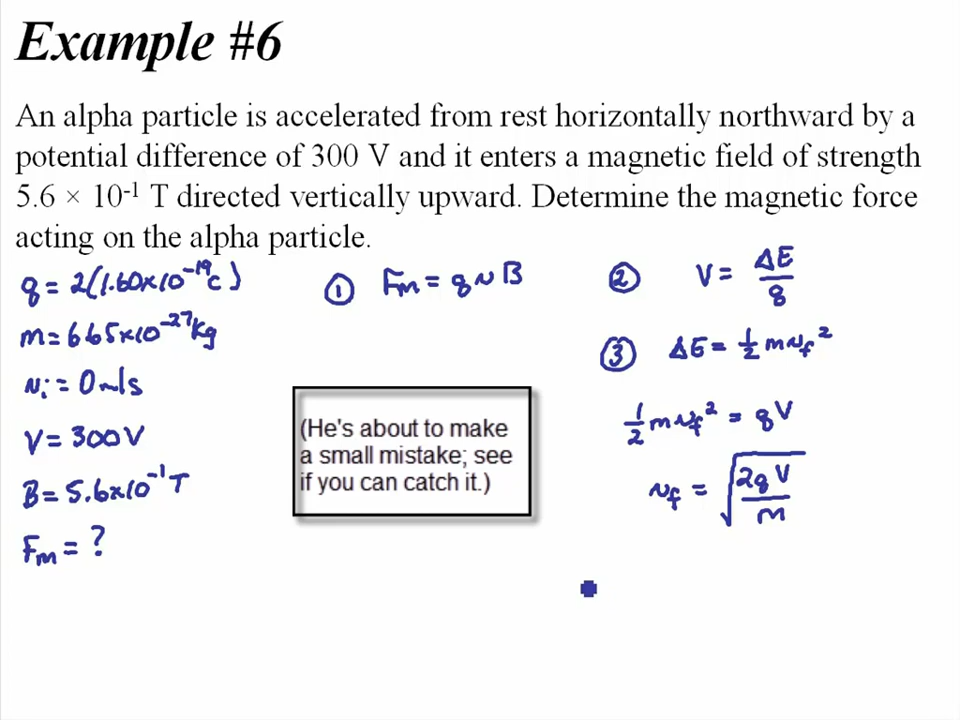 Example #6
An alpha particle is accelerated from rest horizontally northward by a
potential difference of 300 V and it enters a magnetic field of strength
5.6 × 10⁻¹ T directed vertically upward. Determine the magnetic force
acting on the alpha particle.
q = 2(1.60×10⁻¹⁹C)
m = 6.65×10⁻²⁷kg
vᵢ = 0 m/s
V = 300V
B = 5.6×10⁻¹ T
Fm = ?
① Fm = qvB
(He's about to make
a small mistake; see
if you can catch it.)
② V = ΔE/q
③ ΔE = ½mvf²
½mvf² = qV
vf = √(2qV/m)